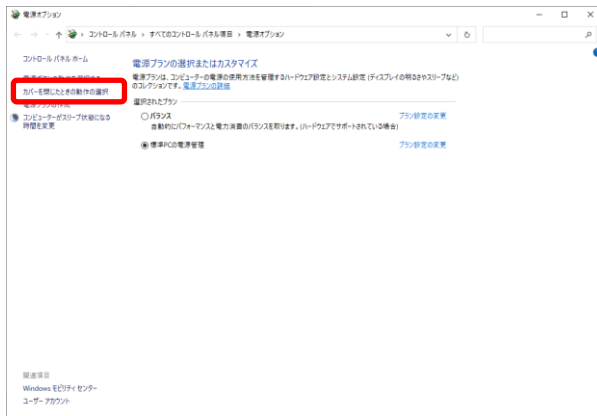 電源オプション
コントロール パネル › すべてのコントロール パネル項目 › 電源オプション
コントロール パネル ホーム
カバーを閉じたときの動作の選択
電源プランの作成
コンピューターがスリープ状態になる
時間を変更
電源プランの選択またはカスタマイズ
電源プランは、コンピューターの電源の使用方法を管理するハードウェア設定とシステム設定 (ディスプレイの明るさやスリープなど)
のコレクションです。電源プランの詳細
選択されたプラン
バランス プラン設定の変更
自動的にパフォーマンスと電力消費のバランスを取ります。(ハードウェアでサポートされている場合)
標準PCの電源管理 プラン設定の変更
関連項目
Windows モビリティ センター
ユーザー アカウント